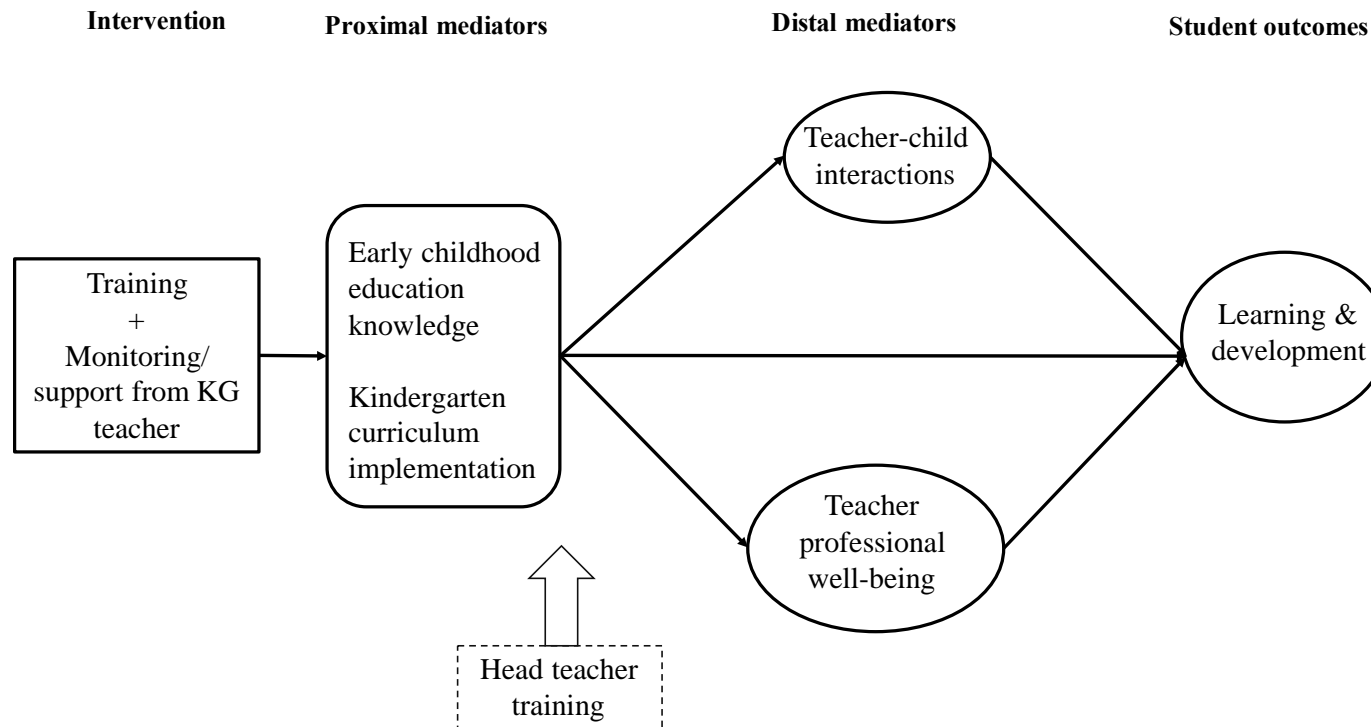 Intervention
Proximal mediators
Distal mediators
Student outcomes
Training
+
Monitoring/
support from KG
teacher
Early childhood
education
knowledge
Kindergarten
curriculum
implementation
Teacher-child
interactions
Teacher
professional
well-being
Learning &
development
Head teacher
training